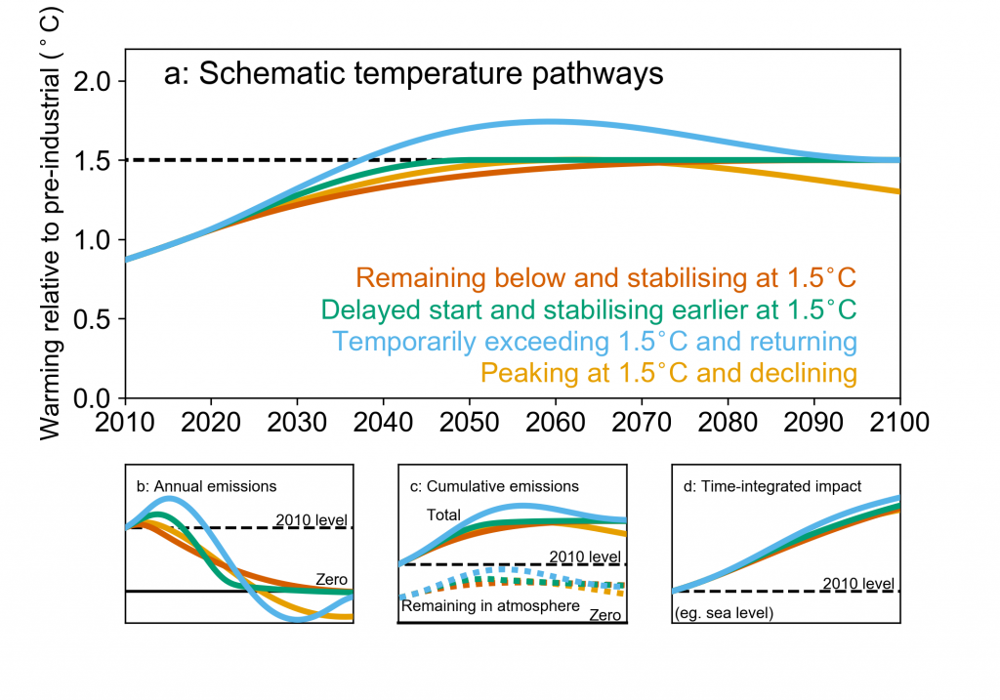 Warming relative to pre-industrial (°C)
a: Schematic temperature pathways
2.0
1.5
1.0
0.5
0.0
Remaining below and stabilising at 1.5°C
Delayed start and stabilising earlier at 1.5°C
Temporarily exceeding 1.5°C and returning
Peaking at 1.5°C and declining
2010 2020 2030 2040 2050 2060 2070 2080 2090 2100
b: Annual emissions
2010 level
Zero
c: Cumulative emissions
Total
2010 level
Remaining in atmosphere
Zero
d: Time-integrated impact
2010 level
(eg. sea level)